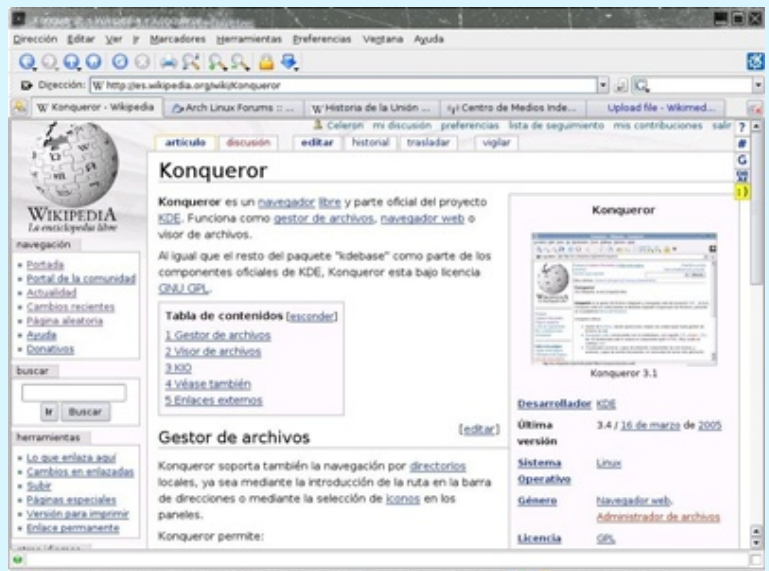 Konqueror - Wikipedia - Konqueror
Dirección Editar Ver Ir Marcadores Herramientas Preferencias Ventana Ayuda
Dirección: http://es.wikipedia.org/wiki/Konqueror
Konqueror - Wikipedia
Arch Linux Forums :: ...
Historia de la Unión ...
Centro de Medios Inde...
Upload file - Wikimed...
Celeron mi discusión preferencias lista de seguimiento mis contribuciones salir
artículo discusión editar historial trasladar vigilar
WIKIPEDIA
La enciclopedia libre
navegación
Portada
Portal de la comunidad
Actualidad
Cambios recientes
Página aleatoria
Ayuda
Donativos
buscar
Ir Buscar
herramientas
Lo que enlaza aquí
Cambios en enlazadas
Subir
Páginas especiales
Versión para imprimir
Enlace permanente
otros idiomas
Konqueror
Konqueror es un navegador libre y parte oficial del proyecto
KDE. Funciona como gestor de archivos, navegador web o
visor de archivos.
Al igual que el resto del paquete "kdebase" como parte de los
componentes oficiales de KDE, Konqueror esta bajo licencia
GNU GPL.
Tabla de contenidos [esconder]
1 Gestor de archivos
2 Visor de archivos
3 KIO
4 Véase también
5 Enlaces externos
[editar]
Gestor de archivos
Konqueror soporta también la navegación por directorios
locales, ya sea mediante la introducción de la ruta en la barra
de direcciones o mediante la selección de iconos en los
paneles.
Konqueror permite:
Konqueror
Konqueror 3.1
Desarrollador KDE
Última versión 3.4 / 16 de marzo de 2005
Sistema Operativo Linux
Género Navegador web,
Administrador de archivos
Licencia GPL